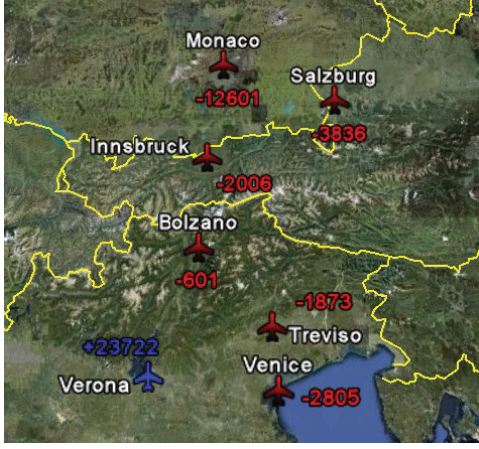 Monaco
-12601
Salzburg
-3836
Innsbruck
-2006
Bolzano
-601
-1873
Treviso
+23722
Verona
Venice
-2805